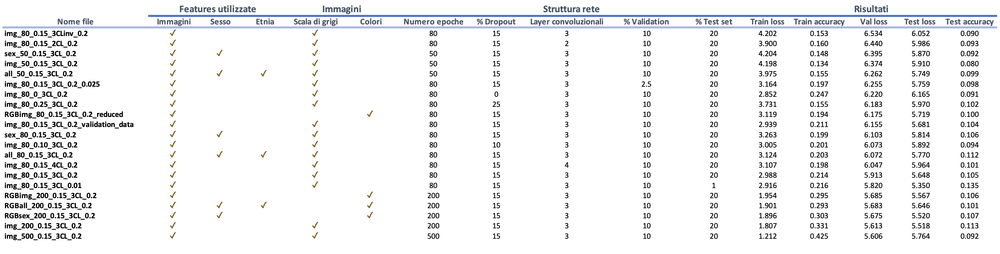 Features utilizzate Immagini Struttura rete Risultati
Nome file Immagini Sesso Etnia Scala di grigi Colori Numero epoche % Dropout Layer convoluzionali % Validation % Test set Train loss Train accuracy Val loss Test loss Test accuracy
img_80_0.15_3CLinv_0.2 ✓ ✓ 80 15 3 10 20 4.202 0.153 6.534 6.052 0.090
img_80_0.15_2CL_0.2 ✓ ✓ 80 15 2 10 20 3.900 0.160 6.440 5.986 0.093
sex_50_0.15_3CL_0.2 ✓ ✓ ✓ 50 15 3 10 20 4.204 0.148 6.395 5.870 0.092
img_50_0.15_3CL_0.2 ✓ ✓ 50 15 3 10 20 4.198 0.134 6.374 5.910 0.080
all_50_0.15_3CL_0.2 ✓ ✓ ✓ ✓ 50 15 3 10 20 3.975 0.155 6.262 5.749 0.099
img_80_0.15_3CL_0.2_0.025 ✓ ✓ 80 15 3 2.5 20 3.164 0.197 6.255 5.759 0.098
img_80_0_3CL_0.2 ✓ ✓ 80 0 3 10 20 2.852 0.247 6.220 6.165 0.091
img_80_0.25_3CL_0.2 ✓ ✓ 80 25 3 10 20 3.731 0.155 6.183 5.970 0.102
RGBimg_80_0.15_3CL_0.2_reduced ✓ ✓ 80 15 3 10 20 3.119 0.194 6.175 5.719 0.100
img_80_0.15_3CL_0.2_validation_data ✓ ✓ 80 15 3 10 20 2.939 0.211 6.155 5.681 0.104
sex_80_0.15_3CL_0.2 ✓ ✓ ✓ 80 15 3 10 20 3.263 0.199 6.103 5.814 0.106
img_80_0.10_3CL_0.2 ✓ ✓ 80 10 3 10 20 3.005 0.201 6.073 5.892 0.094
all_80_0.15_3CL_0.2 ✓ ✓ ✓ ✓ 80 15 3 10 20 3.124 0.203 6.072 5.770 0.112
img_80_0.15_4CL_0.2 ✓ ✓ 80 15 4 10 20 3.107 0.198 6.047 5.964 0.101
img_80_0.15_3CL_0.2 ✓ ✓ 80 15 3 10 20 2.988 0.214 5.913 5.648 0.105
img_80_0.15_3CL_0.01 ✓ ✓ 80 15 3 10 1 2.916 0.216 5.820 5.350 0.135
RGBimg_200_0.15_3CL_0.2 ✓ ✓ 200 15 3 10 20 1.954 0.295 5.685 5.567 0.106
RGBall_200_0.15_3CL_0.2 ✓ ✓ ✓ ✓ 200 15 3 10 20 1.901 0.293 5.683 5.646 0.101
RGBsex_200_0.15_3CL_0.2 ✓ ✓ ✓ 200 15 3 10 20 1.896 0.303 5.675 5.520 0.107
img_200_0.15_3CL_0.2 ✓ ✓ 200 15 3 10 20 1.807 0.331 5.613 5.518 0.113
img_500_0.15_3CL_0.2 ✓ ✓ 500 15 3 10 20 1.212 0.425 5.606 5.764 0.092